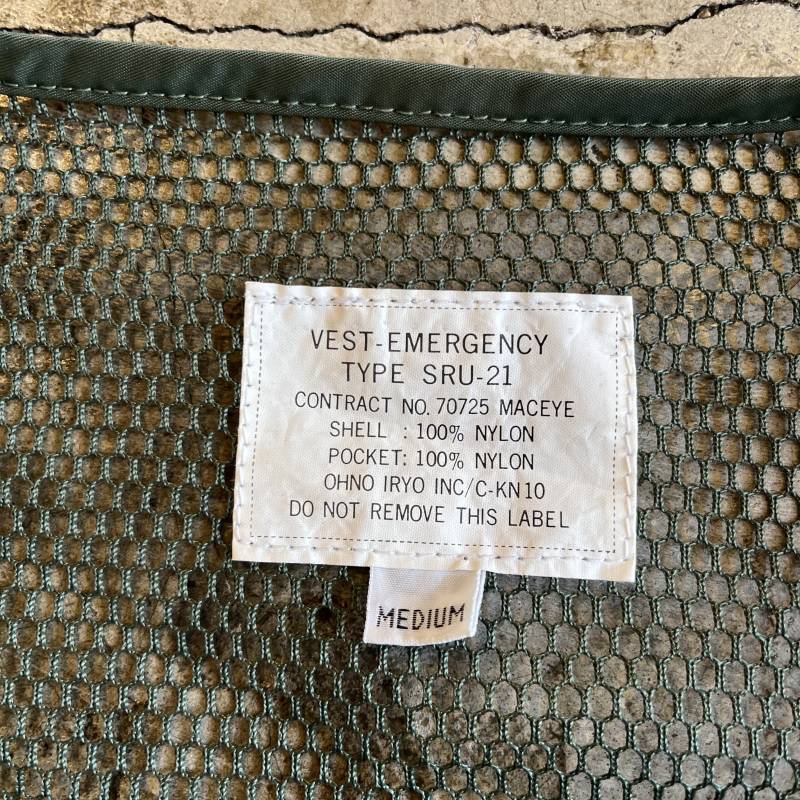 VEST-EMERGENCY
TYPE SRU-21
CONTRACT NO. 70725 MACEYE
SHELL : 100% NYLON
POCKET: 100% NYLON
OHNO IRYO INC/C-KN10
DO NOT REMOVE THIS LABEL
MEDIUM